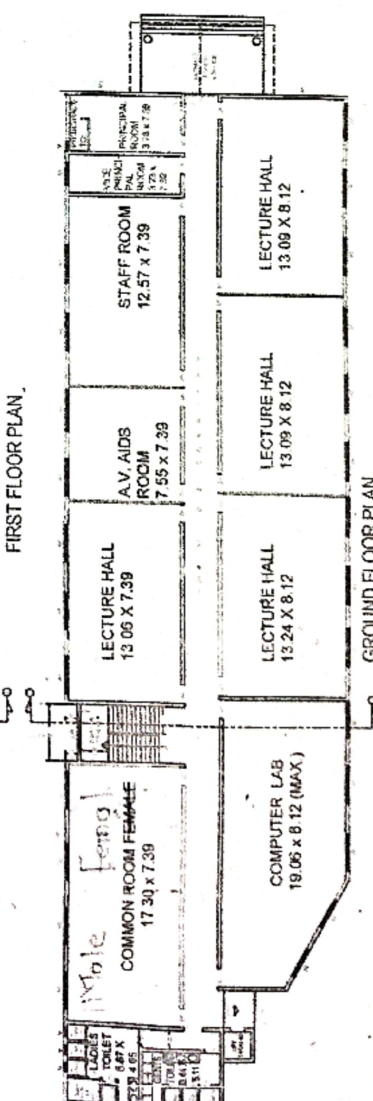 FIRST FLOOR PLAN
PRINCIPAL
ROOM
VICE
PRENCI-
PAL
ROOM
STAFF ROOM
12.57 x 7.39
A.V. AIDS
ROOM
7.55 x 7.39
LECTURE HALL
13.06 X 7.39
Male Femal
COMMON ROOM FEMALE
17.30 x 7.39
LADIES
TOILET
LECTURE HALL
13.09 X 8.12
LECTURE HALL
13.09 X 8.12
LECTURE HALL
13.24 X 8.12
COMPUTER LAB
19.06 x 8.12 (MAX.)
GROUND FLOOR PLAN